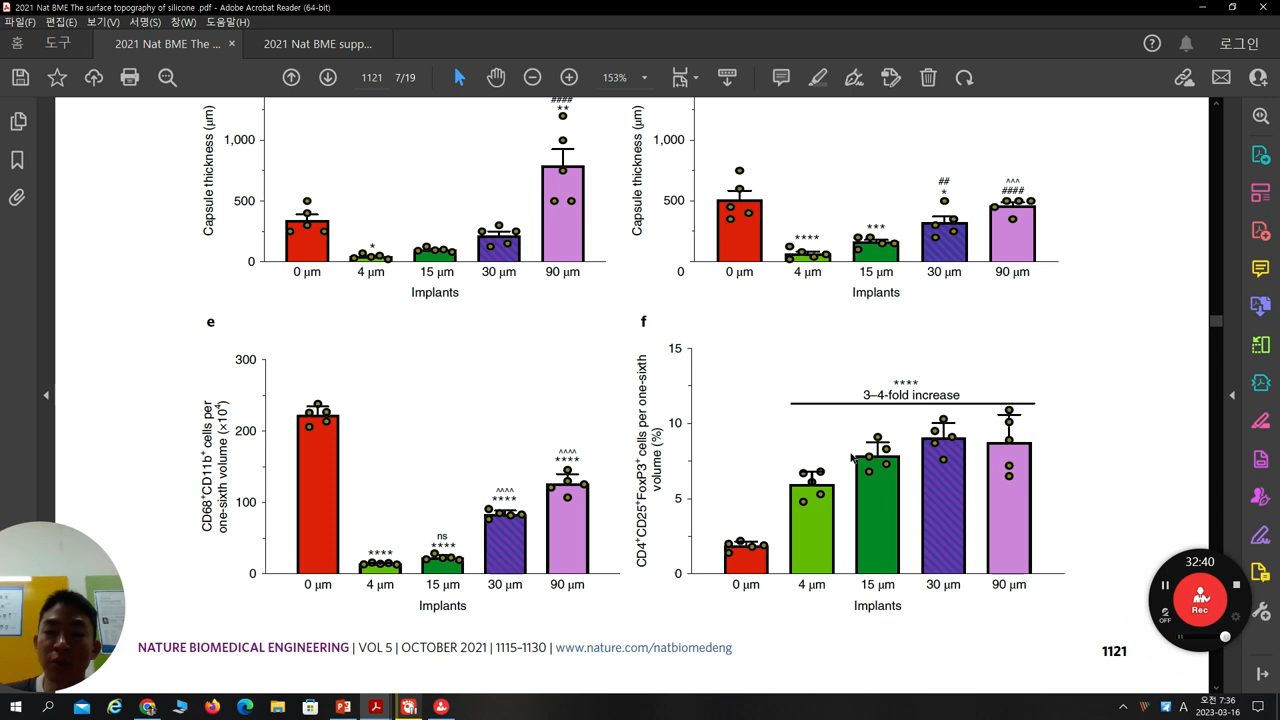 2021 Nat BME The surface topography of silicone .pdf - Adobe Acrobat Reader (64-bit)
파일(F) 편집(E) 보기(V) 서명(S) 창(W) 도움말(H)
홈 도구 2021 Nat BME The ... × 2021 Nat BME supp... 로그인
1121 7/19 153%
####
**
Capsule thickness (μm)
1,000
500
0
*
0 μm 4 μm 15 μm 30 μm 90 μm
Implants
Capsule thickness (μm)
1,000
500
0
****
***
##
*
^^^
####
0 μm 4 μm 15 μm 30 μm 90 μm
Implants
e
CD68+CD11b+ cells per
one-sixth volume (×10⁴)
300
200
100
0
****
ns
****
^^^^
****
^^^^
****
0 μm 4 μm 15 μm 30 μm 90 μm
Implants
f
CD4+CD25+FoxP3+ cells per one-sixth
volume (%)
15
10
5
0
****
3–4-fold increase
0 μm 4 μm 15 μm 30 μm 90 μm
Implants
32:40
OFF
Rec
NATURE BIOMEDICAL ENGINEERING | VOL 5 | OCTOBER 2021 | 1115–1130 | www.nature.com/natbiomedeng
1121
A
오전 7:36
2023-03-16